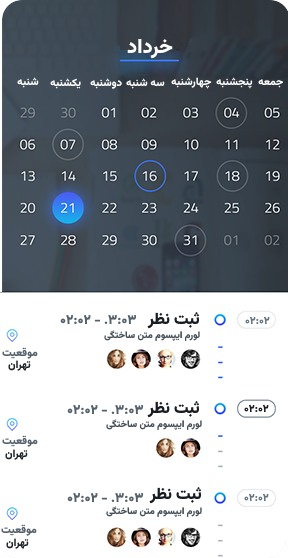 خرداد
جمعه پنجشنبه چهارشنبه سه شنبه دوشنبه یکشنبه شنبه
29 30 01 02 03 04 05
06 07 08 09 10 11 12
13 14 15 16 17 18 19
20 21 22 23 24 25 26
27 28 29 30 31 01 02
۰۲:۰۲ ثبت نظر ۰۳:۰۳. - ۰۲:۰۲
لورم ایپسوم متن ساختگی
موقعیت
تهران
۰۲:۰۲ ثبت نظر ۰۳:۰۳. - ۰۲:۰۲
لورم ایپسوم متن ساختگی
موقعیت
تهران
۰۲:۰۲ ثبت نظر ۰۳:۰۳. - ۰۲:۰۲
لورم ایپسوم متن ساختگی
موقعیت
تهران